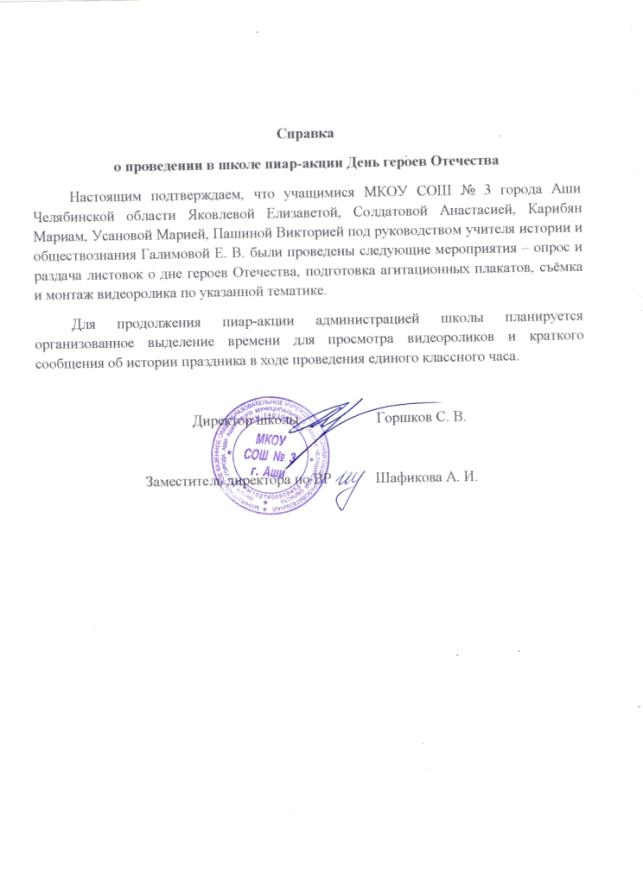 Справка
о проведении в школе пиар-акции День героев Отечества
Настоящим подтверждаем, что учащимися МКОУ СОШ № 3 города Аши
Челябинской области Яковлевой Елизаветой, Солдатовой Анастасией, Карибян
Мариам, Усановой Марией, Пашиной Викторией под руководством учителя истории и
обществознания Галимовой Е. В. были проведены следующие мероприятия – опрос и
раздача листовок о дне героев Отечества, подготовка агитационных плакатов, съёмка
и монтаж видеоролика по указанной тематике.
Для продолжения пиар-акции администрацией школы планируется
организованное выделение времени для просмотра видеороликов и краткого
сообщения об истории праздника в ходе проведения единого классного часа.
Директор школы Горшков С. В.
МКОУ
СОШ № 3
г. Аши
Заместитель директора по ВР Шафикова А. И.